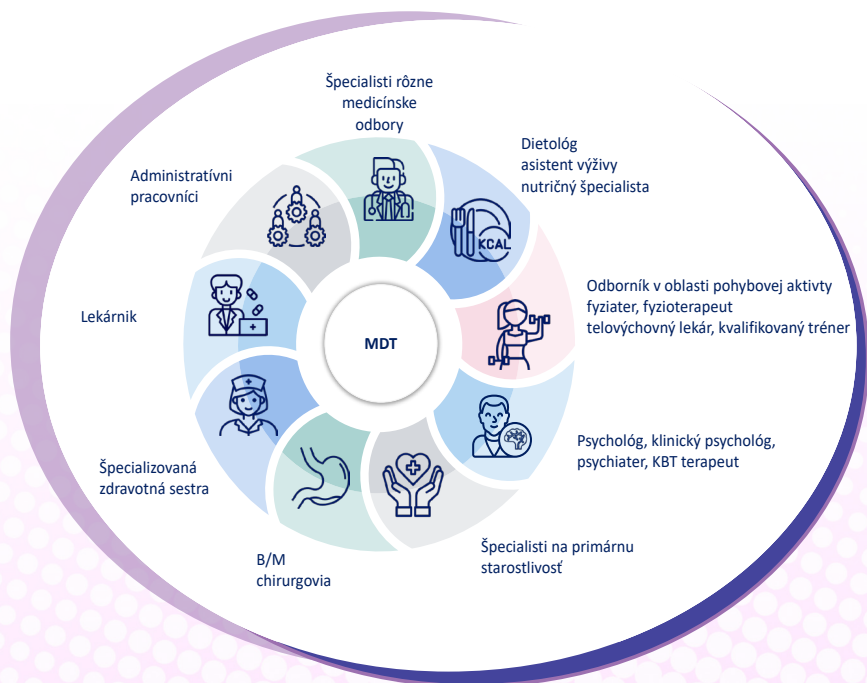 Špecialisti rôzne
medicínske
odbory
Dietológ
asistent výživy
nutričný špecialista
KCAL
Odborník v oblasti pohybovej aktivty
fyziater, fyzioterapeut
telovýchovný lekár, kvalifikovaný tréner
Psychológ, klinický psychológ,
psychiater, KBT terapeut
Špecialisti na primárnu
starostlivosť
B/M
chirurgovia
Špecializovaná
zdravotná sestra
Lekárnik
Administratívni
pracovníci
MDT